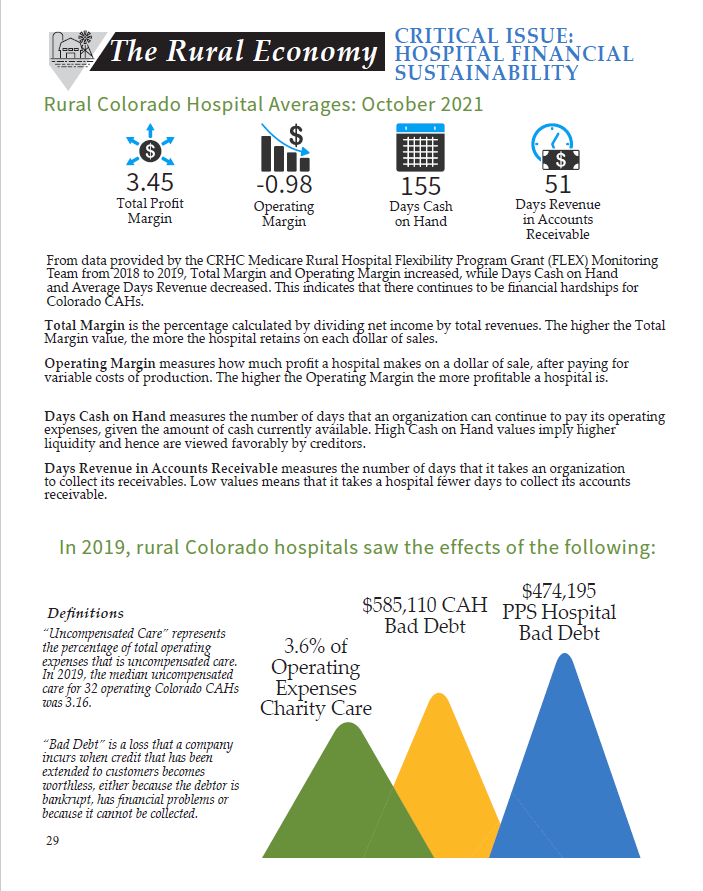 The Rural Economy
CRITICAL ISSUE:
HOSPITAL FINANCIAL
SUSTAINABILITY
Rural Colorado Hospital Averages: October 2021
$
3.45
Total Profit
Margin
$
-0.98
Operating
Margin
155
Days Cash
on Hand
$
51
Days Revenue
in Accounts
Receivable
From data provided by the CRHC Medicare Rural Hospital Flexibility Program Grant (FLEX) Monitoring
Team from 2018 to 2019, Total Margin and Operating Margin increased, while Days Cash on Hand
and Average Days Revenue decreased. This indicates that there continues to be financial hardships for
Colorado CAHs.
Total Margin is the percentage calculated by dividing net income by total revenues. The higher the Total
Margin value, the more the hospital retains on each dollar of sales.
Operating Margin measures how much profit a hospital makes on a dollar of sale, after paying for
variable costs of production. The higher the Operating Margin the more profitable a hospital is.
Days Cash on Hand measures the number of days that an organization can continue to pay its operating
expenses, given the amount of cash currently available. High Cash on Hand values imply higher
liquidity and hence are viewed favorably by creditors.
Days Revenue in Accounts Receivable measures the number of days that it takes an organization
to collect its receivables. Low values means that it takes a hospital fewer days to collect its accounts
receivable.
In 2019, rural Colorado hospitals saw the effects of the following:
Definitions
"Uncompensated Care" represents
the percentage of total operating
expenses that is uncompensated care.
In 2019, the median uncompensated
care for 32 operating Colorado CAHs
was 3.16.
"Bad Debt" is a loss that a company
incurs when credit that has been
extended to customers becomes
worthless, either because the debtor is
bankrupt, has financial problems or
because it cannot be collected.
3.6% of
Operating
Expenses
Charity Care
$585,110 CAH
Bad Debt
$474,195
PPS Hospital
Bad Debt
29